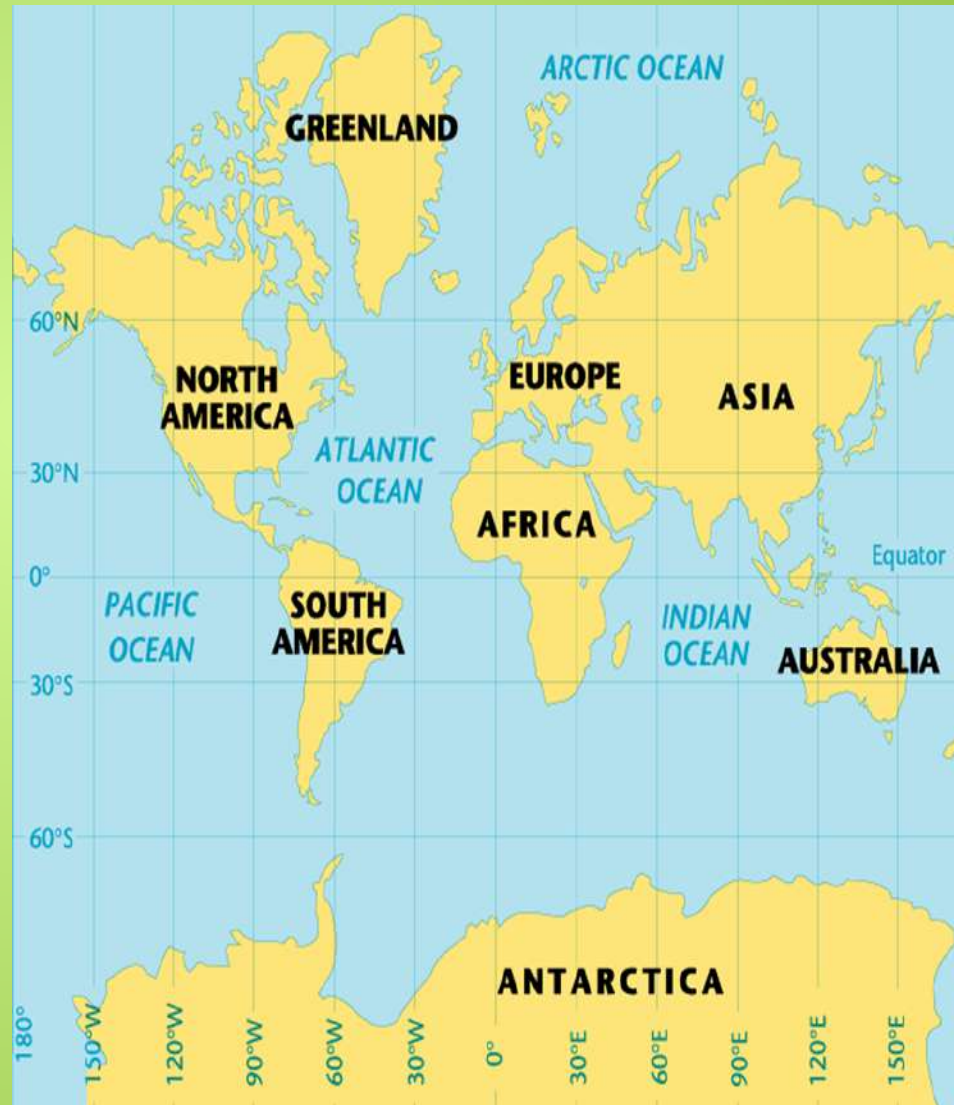 ARCTIC OCEAN
GREENLAND
60°N
NORTH
AMERICA
EUROPE
ASIA
ATLANTIC
OCEAN
30°N
AFRICA
Equator
0°
PACIFIC
OCEAN
SOUTH
AMERICA
INDIAN
OCEAN
AUSTRALIA
30°S
60°S
ANTARCTICA
180°
150°W
120°W
90°W
60°W
30°W
0°
30°E
60°E
90°E
120°E
150°E